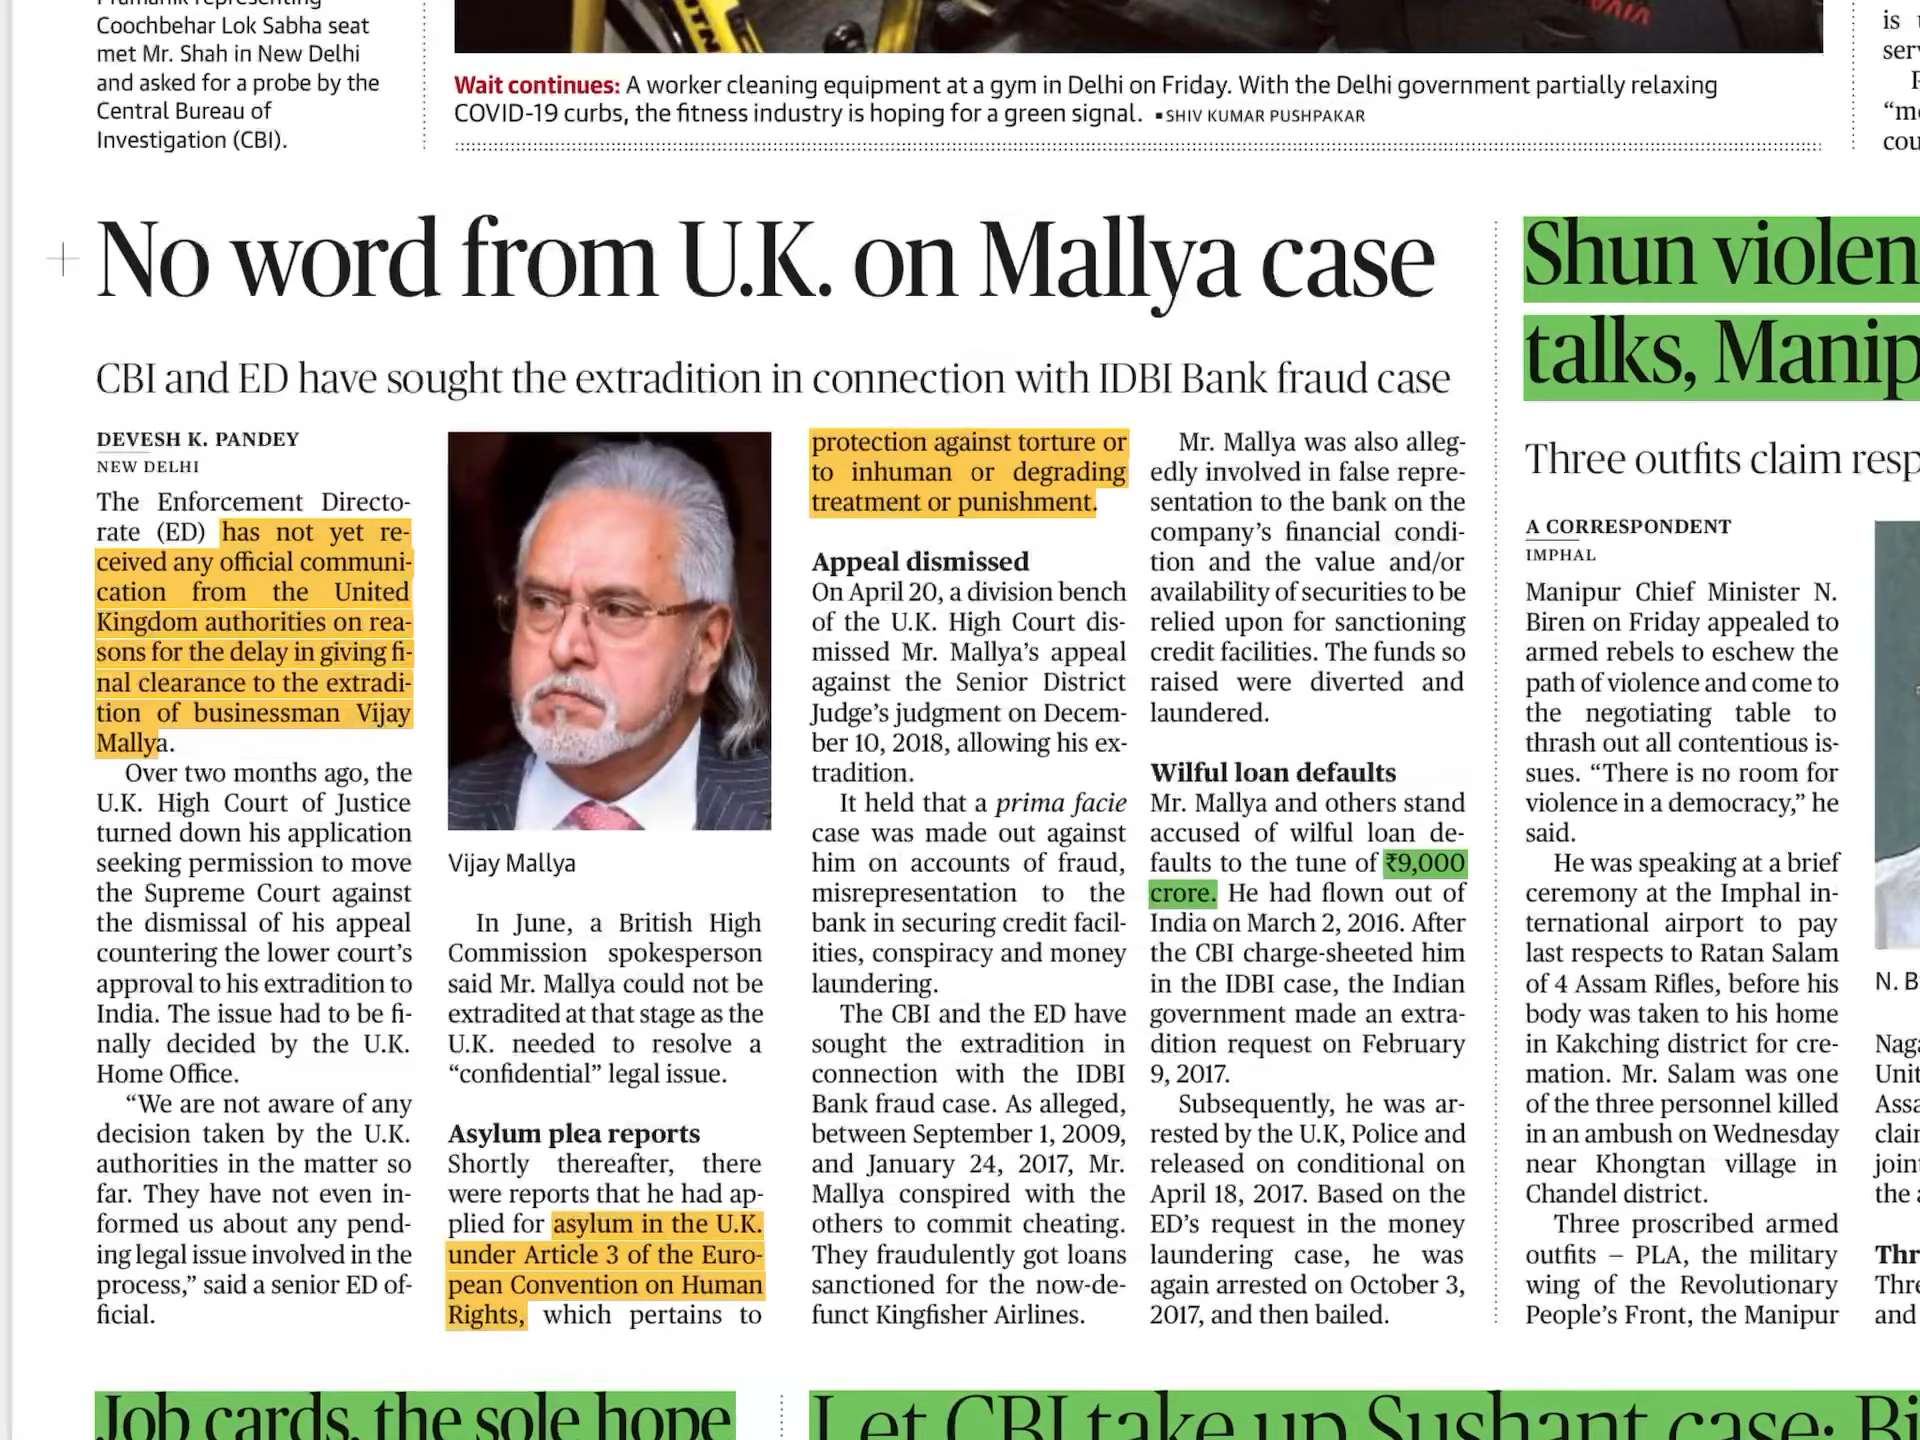 Coochbehar Lok Sabha seat
met Mr. Shah in New Delhi
and asked for a probe by the
Central Bureau of
Investigation (CBI).
Wait continues: A worker cleaning equipment at a gym in Delhi on Friday. With the Delhi government partially relaxing
COVID-19 curbs, the fitness industry is hoping for a green signal. ▪SHIV KUMAR PUSHPAKAR
is
No word from U.K. on Mallya case
CBI and ED have sought the extradition in connection with IDBI Bank fraud case
DEVESH K. PANDEY
NEW DELHI
The Enforcement Directo-
rate (ED) has not yet re-
ceived any official communi-
cation from the United
Kingdom authorities on rea-
sons for the delay in giving fi-
nal clearance to the extradi-
tion of businessman Vijay
Mallya.
Over two months ago, the
U.K. High Court of Justice
turned down his application
seeking permission to move
the Supreme Court against
the dismissal of his appeal
countering the lower court's
approval to his extradition to
India. The issue had to be fi-
nally decided by the U.K.
Home Office.
“We are not aware of any
decision taken by the U.K.
authorities in the matter so
far. They have not even in-
formed us about any pend-
ing legal issue involved in the
process,” said a senior ED of-
ficial.
Vijay Mallya
In June, a British High
Commission spokesperson
said Mr. Mallya could not be
extradited at that stage as the
U.K. needed to resolve a
“confidential” legal issue.
Asylum plea reports
Shortly thereafter, there
were reports that he had ap-
plied for asylum in the U.K.
under Article 3 of the Euro-
pean Convention on Human
Rights, which pertains to
protection against torture or
to inhuman or degrading
treatment or punishment.
Appeal dismissed
On April 20, a division bench
of the U.K. High Court dis-
missed Mr. Mallya's appeal
against the Senior District
Judge's judgment on Decem-
ber 10, 2018, allowing his ex-
tradition.
It held that a prima facie
case was made out against
him on accounts of fraud,
misrepresentation to the
bank in securing credit facil-
ities, conspiracy and money
laundering.
The CBI and the ED have
sought the extradition in
connection with the IDBI
Bank fraud case. As alleged,
between September 1, 2009,
and January 24, 2017, Mr.
Mallya conspired with the
others to commit cheating.
They fraudulently got loans
sanctioned for the now-de-
funct Kingfisher Airlines.
Mr. Mallya was also alleg-
edly involved in false repre-
sentation to the bank on the
company's financial condi-
tion and the value and/or
availability of securities to be
relied upon for sanctioning
credit facilities. The funds so
raised were diverted and
laundered.
Wilful loan defaults
Mr. Mallya and others stand
accused of wilful loan de-
faults to the tune of ₹9,000
crore. He had flown out of
India on March 2, 2016. After
the CBI charge-sheeted him
in the IDBI case, the Indian
government made an extra-
dition request on February
9, 2017.
Subsequently, he was ar-
rested by the U.K, Police and
released on conditional on
April 18, 2017. Based on the
ED's request in the money
laundering case, he was
again arrested on October 3,
2017, and then bailed.
Shun violen
talks, Manip
Three outfits claim resp
A CORRESPONDENT
IMPHAL
Manipur Chief Minister N.
Biren on Friday appealed to
armed rebels to eschew the
path of violence and come to
the negotiating table to
thrash out all contentious is-
sues. “There is no room for
violence in a democracy,” he
said.
He was speaking at a brief
ceremony at the Imphal in-
ternational airport to pay
last respects to Ratan Salam
of 4 Assam Rifles, before his
body was taken to his home
in Kakching district for cre-
mation. Mr. Salam was one
of the three personnel killed
in an ambush on Wednesday
near Khongtan village in
Chandel district.
Three proscribed armed
outfits – PLA, the military
wing of the Revolutionary
People's Front, the Manipur
N. B
Naga
Unit
Assa
clain
join
the
Thr
Thre
and
Job cards, the sole hope
Let CBI take up Sushant case: Bi